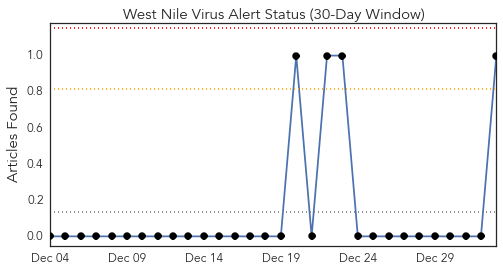 West Nile Virus Alert Status (30-Day Window)
Articles Found
1.0
0.8
0.6
0.4
0.2
0.0
Dec 04 Dec 09 Dec 14 Dec 19 Dec 24 Dec 29